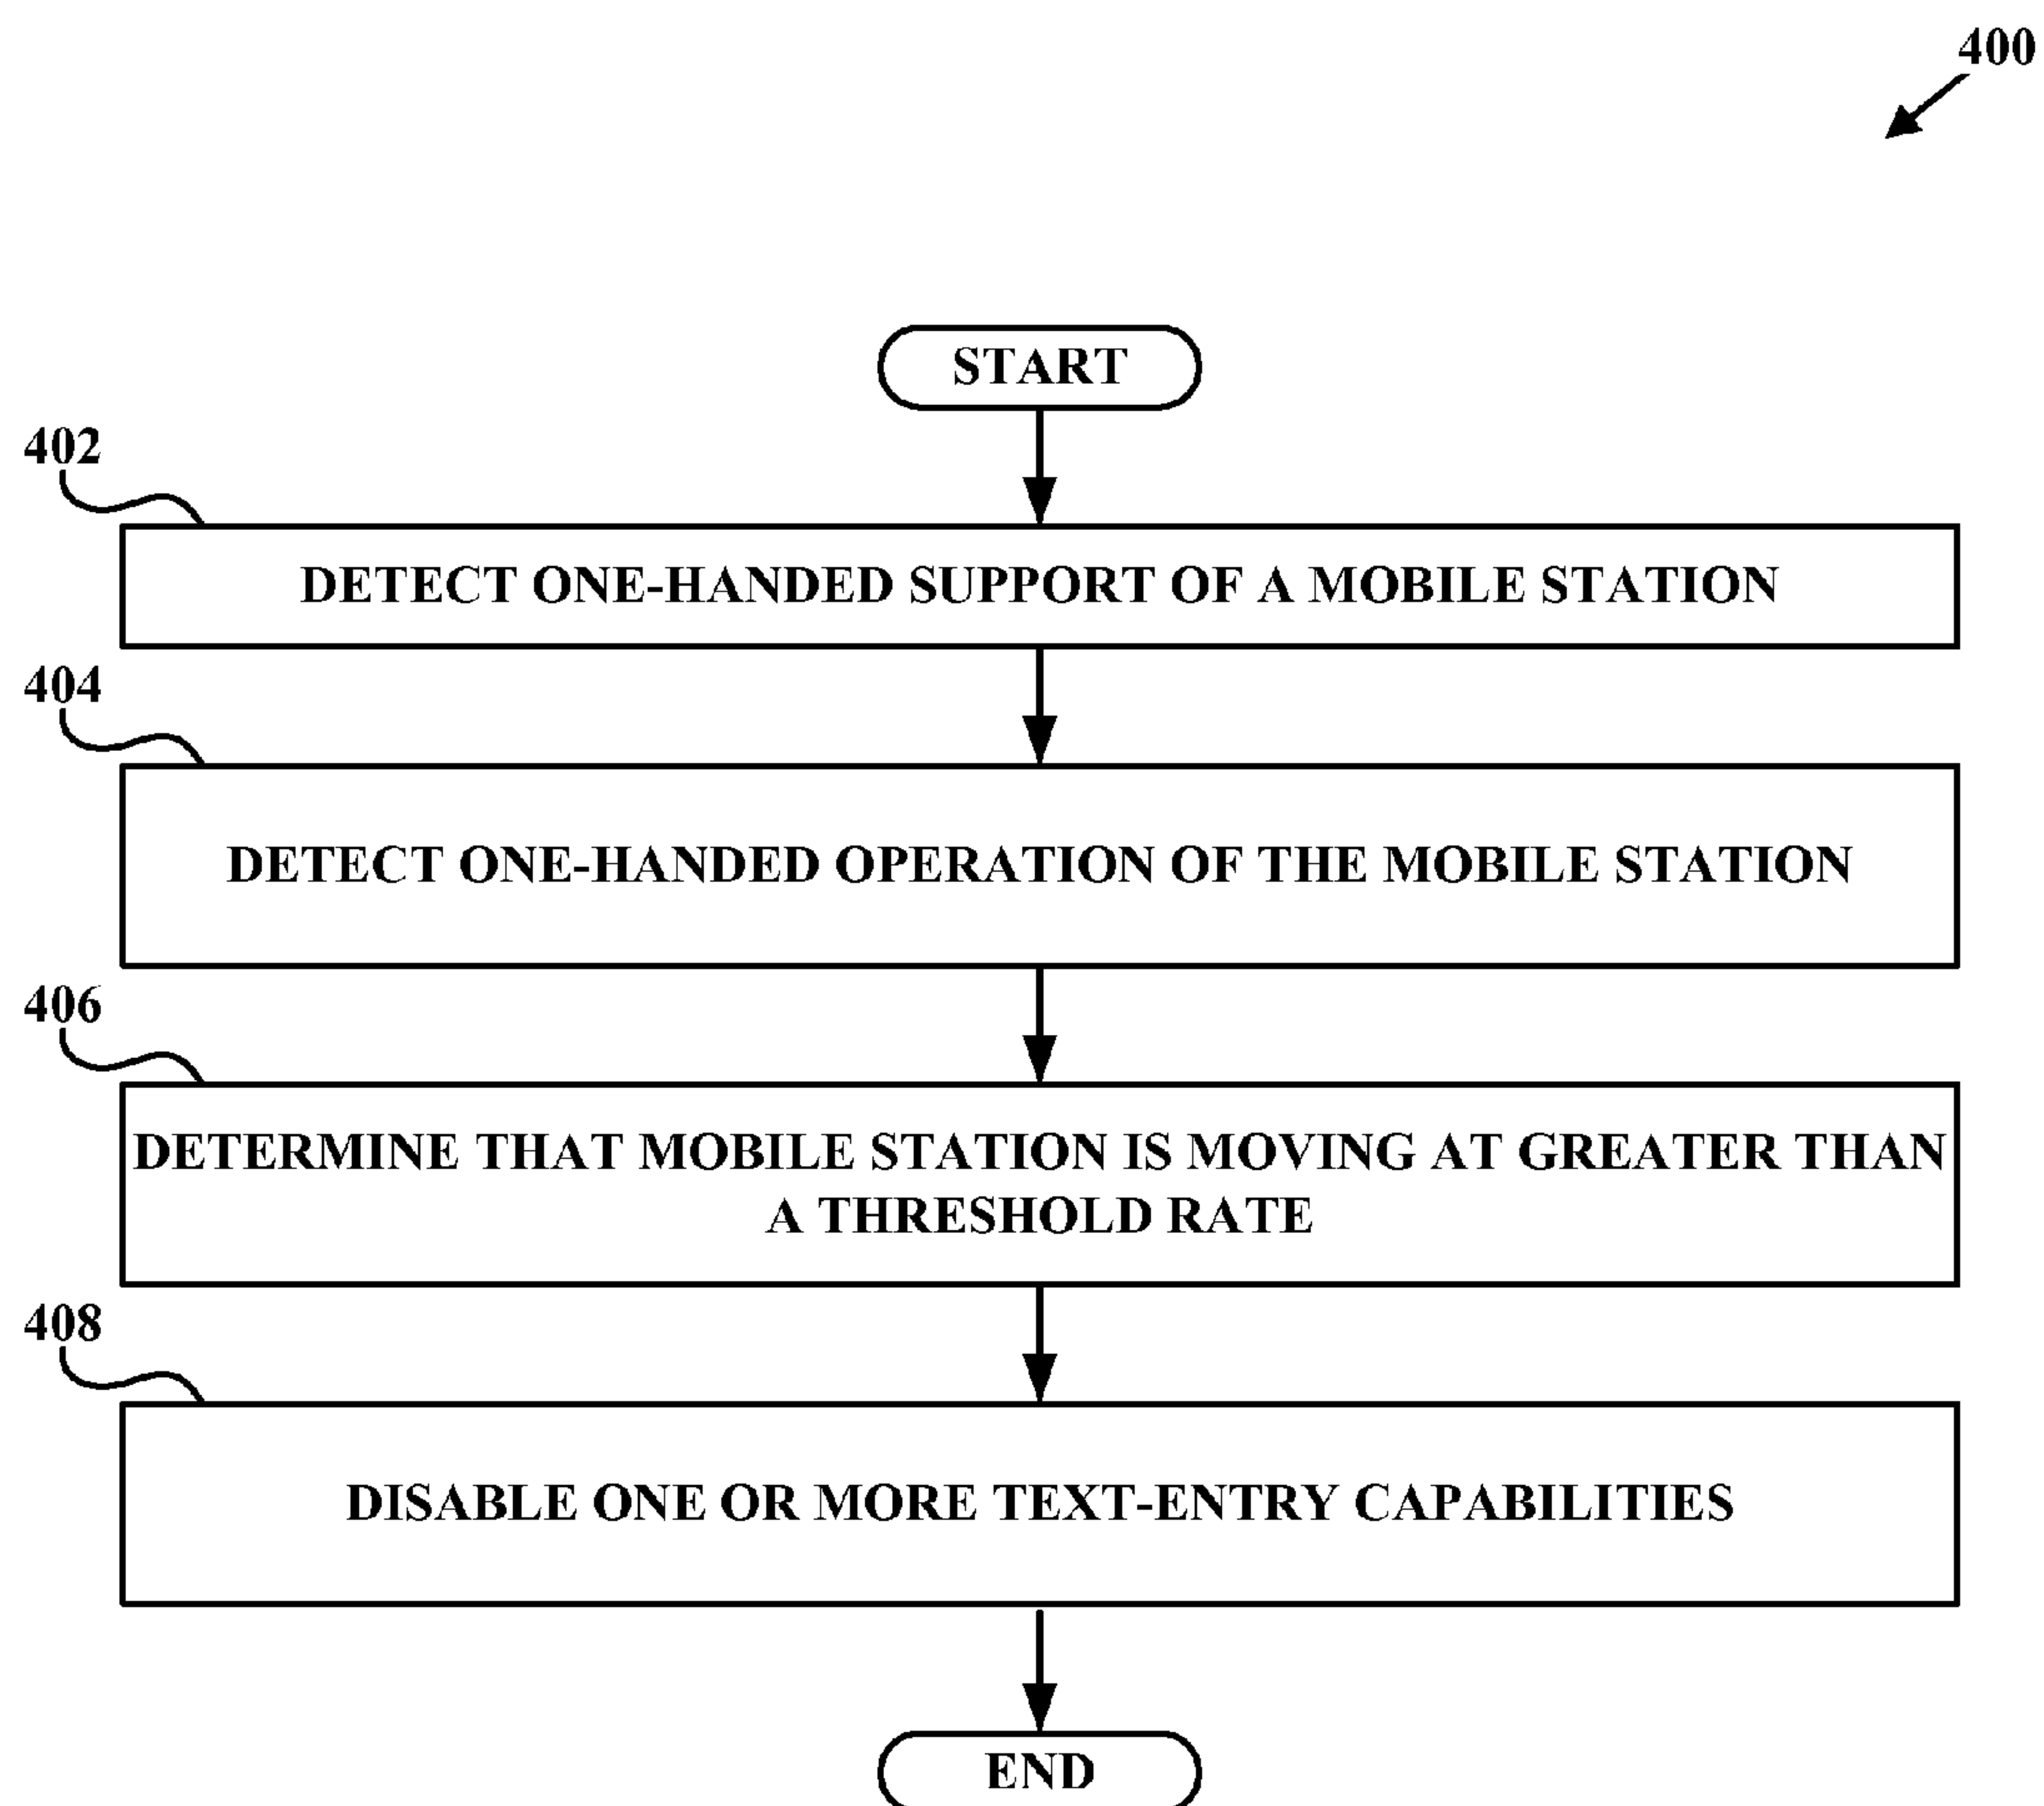 400
START
402
DETECT ONE-HANDED SUPPORT OF A MOBILE STATION
404
DETECT ONE-HANDED OPERATION OF THE MOBILE STATION
406
DETERMINE THAT MOBILE STATION IS MOVING AT GREATER THAN
A THRESHOLD RATE
408
DISABLE ONE OR MORE TEXT-ENTRY CAPABILITIES
END